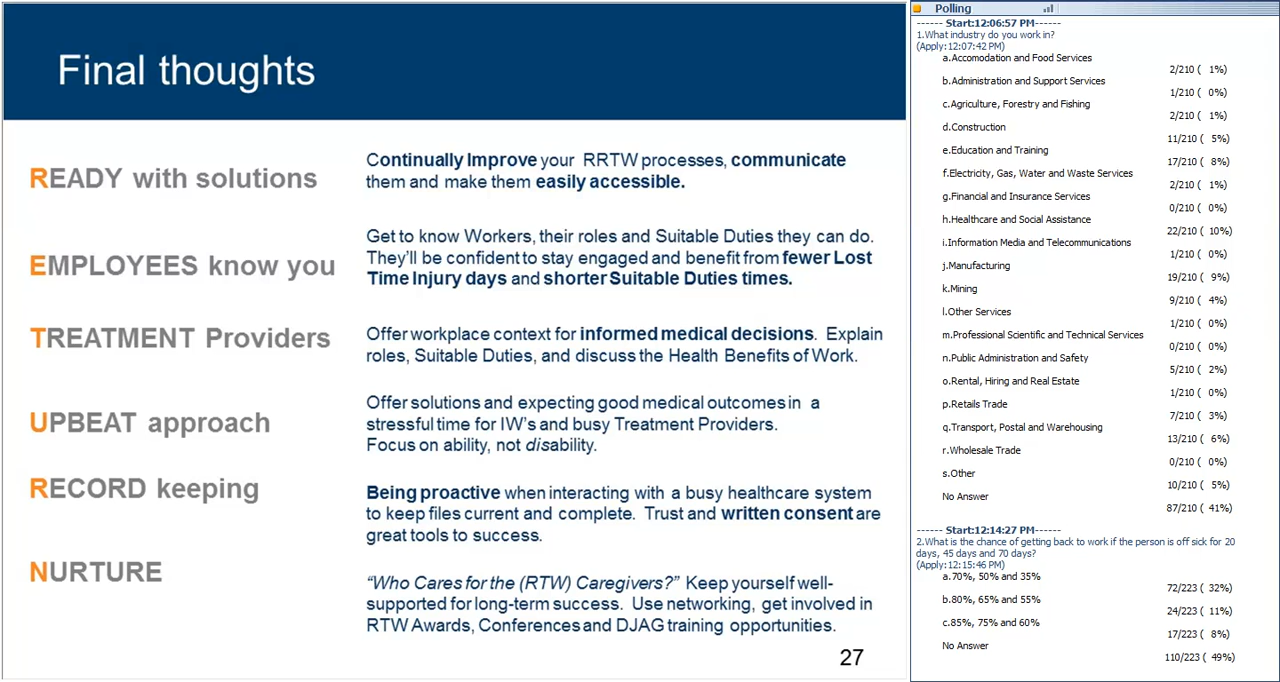 Final thoughts
READY with solutions
Continually Improve your RRTW processes, communicate
them and make them easily accessible.
EMPLOYEES know you
Get to know Workers, their roles and Suitable Duties they can do.
They'll be confident to stay engaged and benefit from fewer Lost
Time Injury days and shorter Suitable Duties times.
TREATMENT Providers
Offer workplace context for informed medical decisions. Explain
roles, Suitable Duties, and discuss the Health Benefits of Work.
UPBEAT approach
Offer solutions and expecting good medical outcomes in a
stressful time for IW's and busy Treatment Providers.
Focus on ability, not disability.
RECORD keeping
Being proactive when interacting with a busy healthcare system
to keep files current and complete. Trust and written consent are
great tools to success.
NURTURE
"Who Cares for the (RTW) Caregivers?" Keep yourself well-
supported for long-term success. Use networking, get involved in
RTW Awards, Conferences and DJAG training opportunities.
27
Polling
------ Start:12:06:57 PM------
1.What industry do you work in?
(Apply:12:07:42 PM)
a.Accomodation and Food Services
2/210 ( 1%)
b.Administration and Support Services
1/210 ( 0%)
c.Agriculture, Forestry and Fishing
2/210 ( 1%)
d.Construction
11/210 ( 5%)
e.Education and Training
17/210 ( 8%)
f.Electricity, Gas, Water and Waste Services
2/210 ( 1%)
g.Financial and Insurance Services
0/210 ( 0%)
h.Healthcare and Social Assistance
22/210 ( 10%)
i.Information Media and Telecommunications
1/210 ( 0%)
j.Manufacturing
19/210 ( 9%)
k.Mining
9/210 ( 4%)
l.Other Services
1/210 ( 0%)
m.Professional Scientific and Technical Services
0/210 ( 0%)
n.Public Administration and Safety
5/210 ( 2%)
o.Rental, Hiring and Real Estate
1/210 ( 0%)
p.Retails Trade
7/210 ( 3%)
q.Transport, Postal and Warehousing
13/210 ( 6%)
r.Wholesale Trade
0/210 ( 0%)
s.Other
10/210 ( 5%)
No Answer
87/210 ( 41%)
------ Start:12:14:27 PM------
2.What is the chance of getting back to work if the person is off sick for 20
days, 45 days and 70 days?
(Apply:12:15:46 PM)
a.70%, 50% and 35%
72/223 ( 32%)
b.80%, 65% and 55%
24/223 ( 11%)
c.85%, 75% and 60%
17/223 ( 8%)
No Answer
110/223 ( 49%)